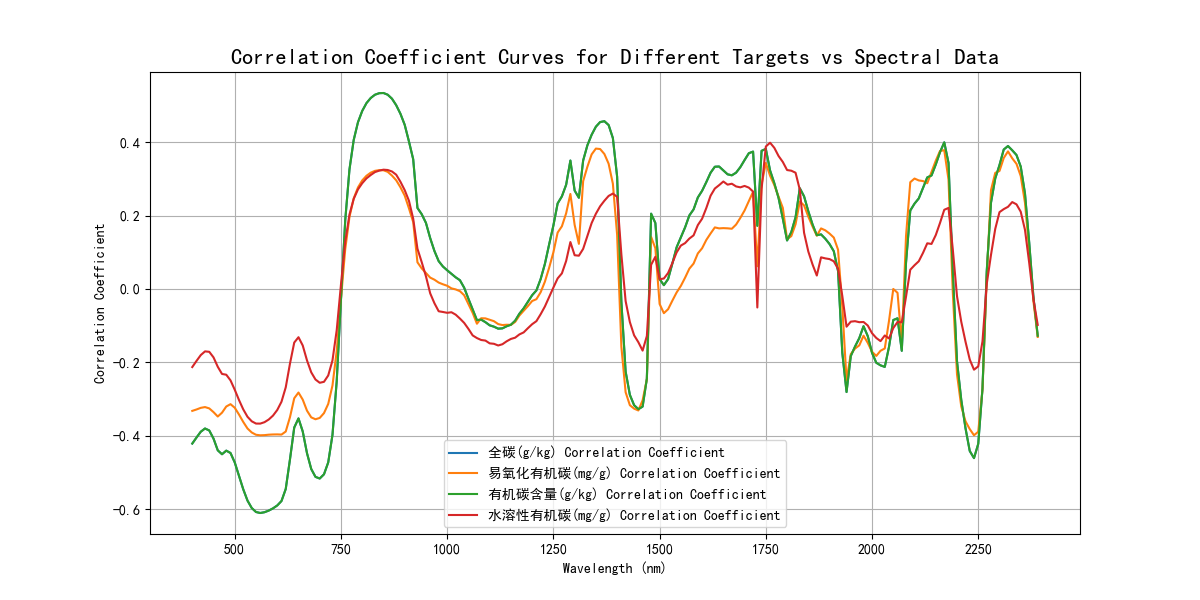 Correlation Coefficient Curves for Different Targets vs Spectral Data
Correlation Coefficient
0.4
0.2
0.0
−0.2
−0.4
−0.6
全碳(g/kg) Correlation Coefficient
易氧化有机碳(mg/g) Correlation Coefficient
有机碳含量(g/kg) Correlation Coefficient
水溶性有机碳(mg/g) Correlation Coefficient
500 750 1000 1250 1500 1750 2000 2250
Wavelength (nm)